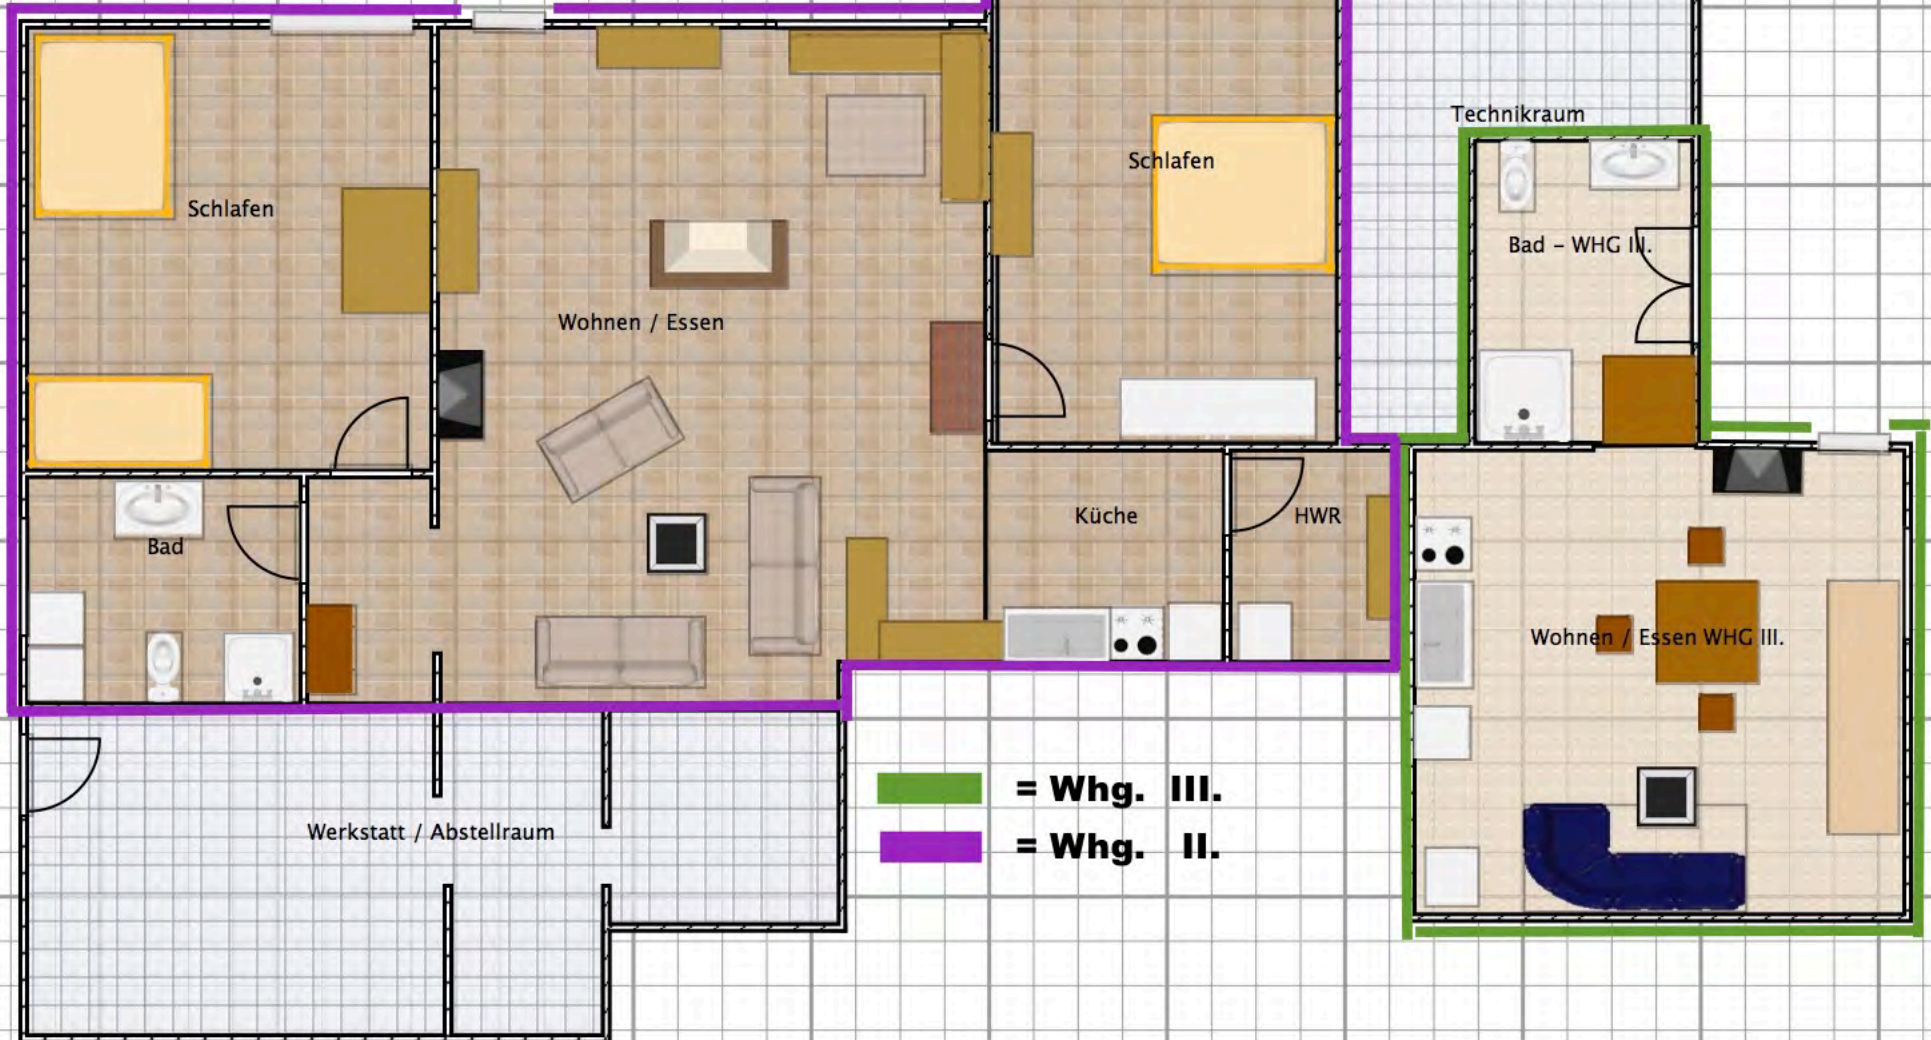 Technikraum
Schlafen
Schlafen
Bad - WHG III.
Wohnen / Essen
Küche
HWR
Bad
Wohnen / Essen WHG III.
= Whg. III.
Werkstatt / Abstellraum
= Whg. II.